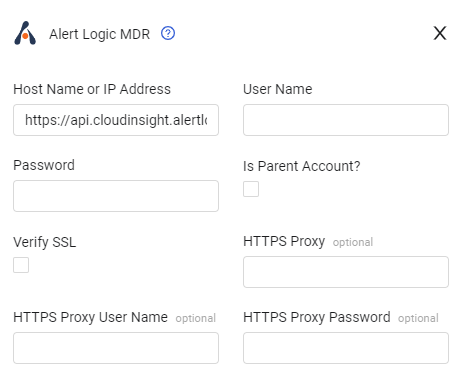 Alert Logic MDR ?
X
Host Name or IP Address
User Name
https://api.cloudinsight.alertlo
Password
Is Parent Account?
Verify SSL
HTTPS Proxy optional
HTTPS Proxy User Name optional
HTTPS Proxy Password optional